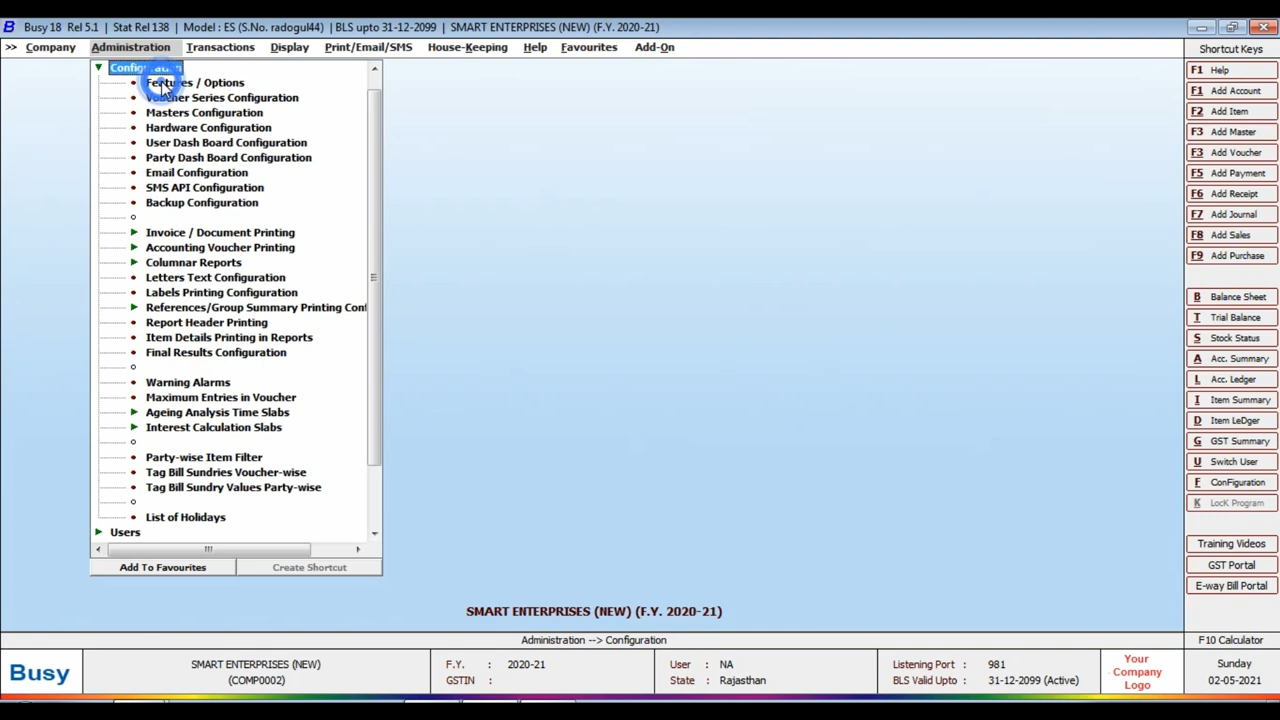 Busy 18 Rel 5.1 | Stat Rel 138 | Model : ES (S.No. radogul44) | BLS upto 31-12-2099 | SMART ENTERPRISES (NEW) (F.Y. 2020-21)
>> Company Administration Transactions Display Print/Email/SMS House-Keeping Help Favourites Add-On
Configuration
Features / Options
Voucher Series Configuration
Masters Configuration
Hardware Configuration
User Dash Board Configuration
Party Dash Board Configuration
Email Configuration
SMS API Configuration
Backup Configuration
Invoice / Document Printing
Accounting Voucher Printing
Columnar Reports
Letters Text Configuration
Labels Printing Configuration
References/Group Summary Printing Conf
Report Header Printing
Item Details Printing in Reports
Final Results Configuration
Warning Alarms
Maximum Entries in Voucher
Ageing Analysis Time Slabs
Interest Calculation Slabs
Party-wise Item Filter
Tag Bill Sundries Voucher-wise
Tag Bill Sundry Values Party-wise
List of Holidays
Users
Add To Favourites Create Shortcut
Shortcut Keys
F1 Help
F1 Add Account
F2 Add Item
F3 Add Master
F3 Add Voucher
F5 Add Payment
F6 Add Receipt
F7 Add Journal
F8 Add Sales
F9 Add Purchase
B Balance Sheet
T Trial Balance
S Stock Status
A Acc. Summary
L Acc. Ledger
I Item Summary
D Item LeDger
G GST Summary
U Switch User
F ConFiguration
K LocK Program
Training Videos
GST Portal
E-way Bill Portal
SMART ENTERPRISES (NEW) (F.Y. 2020-21)
Administration --> Configuration
F10 Calculator
Busy
SMART ENTERPRISES (NEW)
(COMP0002)
F.Y. : 2020-21
GSTIN :
User : NA
State : Rajasthan
Listening Port : 981
BLS Valid Upto : 31-12-2099 (Active)
Your
Company
Logo
Sunday
02-05-2021